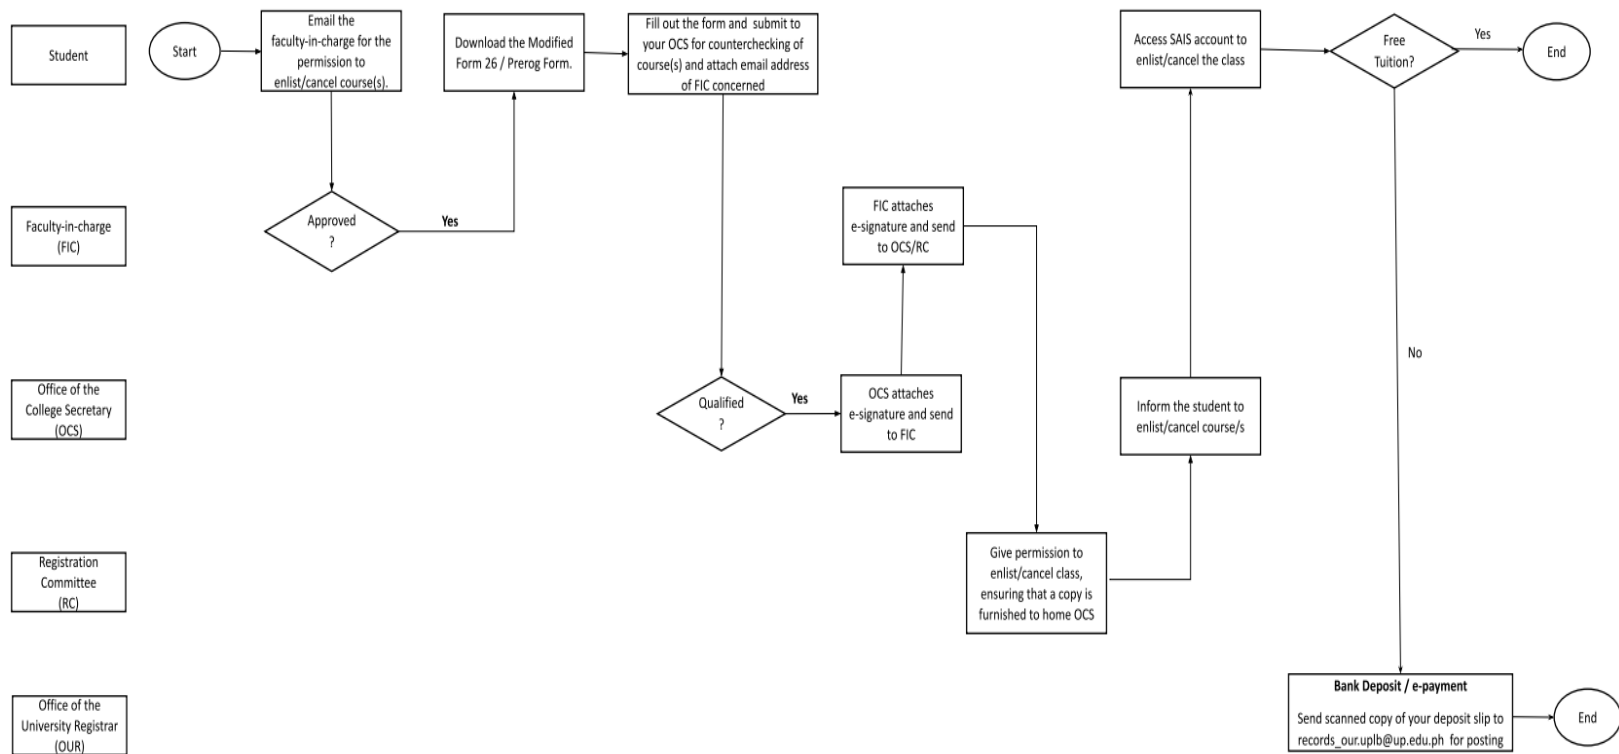 Student
Start
Email the
faculty-in-charge for the
permission to
enlist/cancel course(s).
Download the Modified
Form 26 / Prerog Form.
Fill out the form and submit to
your OCS for counterchecking of
course(s) and attach email address
of FIC concerned
Access SAIS account to
enlist/cancel the class
Free
Tuition?
Yes
End
Faculty-in-charge
(FIC)
Approved
?
Yes
FIC attaches
e-signature and send
to OCS/RC
No
Office of the
College Secretary
(OCS)
Qualified
?
Yes
OCS attaches
e-signature and send
to FIC
Inform the student to
enlist/cancel course/s
Registration
Committee
(RC)
Give permission to
enlist/cancel class,
ensuring that a copy is
furnished to home OCS
Office of the
University Registrar
(OUR)
Bank Deposit / e-payment
Send scanned copy of your deposit slip to
records_our.uplb@up.edu.ph for posting
End